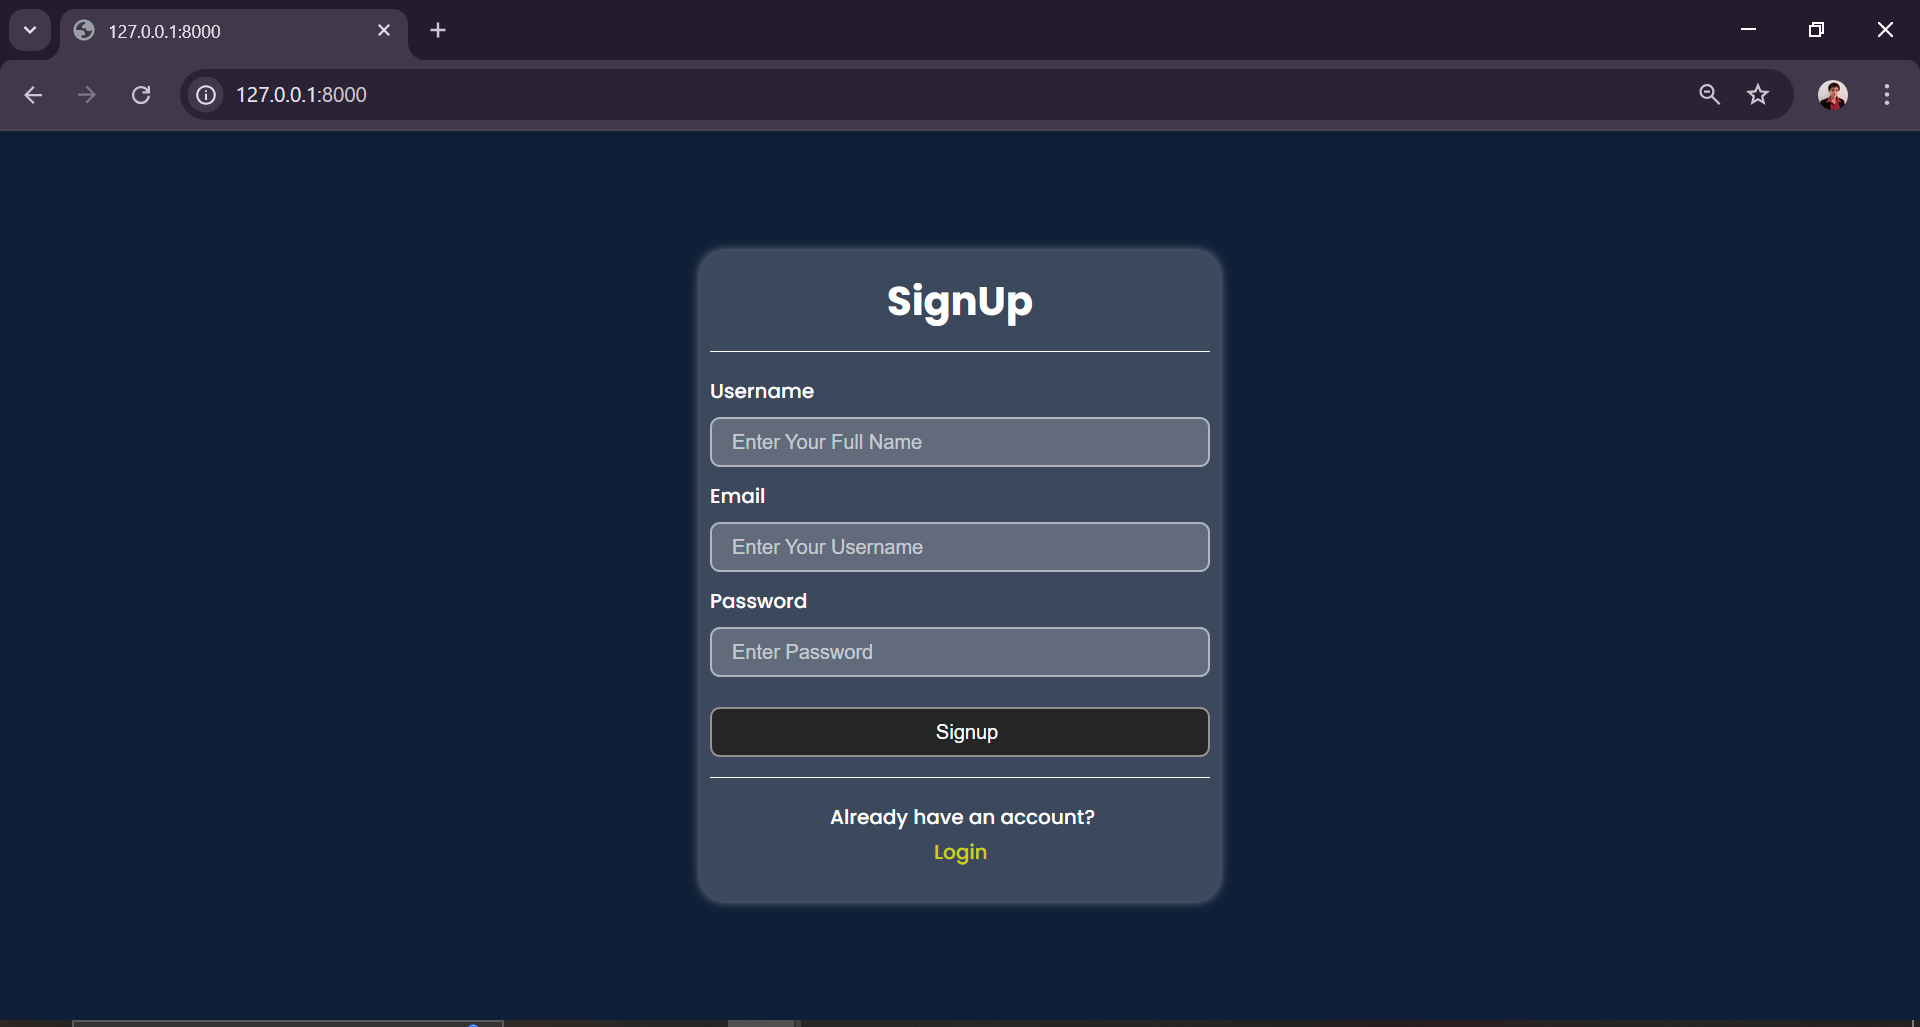 127.0.0.1:8000
127.0.0.1:8000
SignUp
Username
Enter Your Full Name
Email
Enter Your Username
Password
Enter Password
Signup
Already have an account?
Login